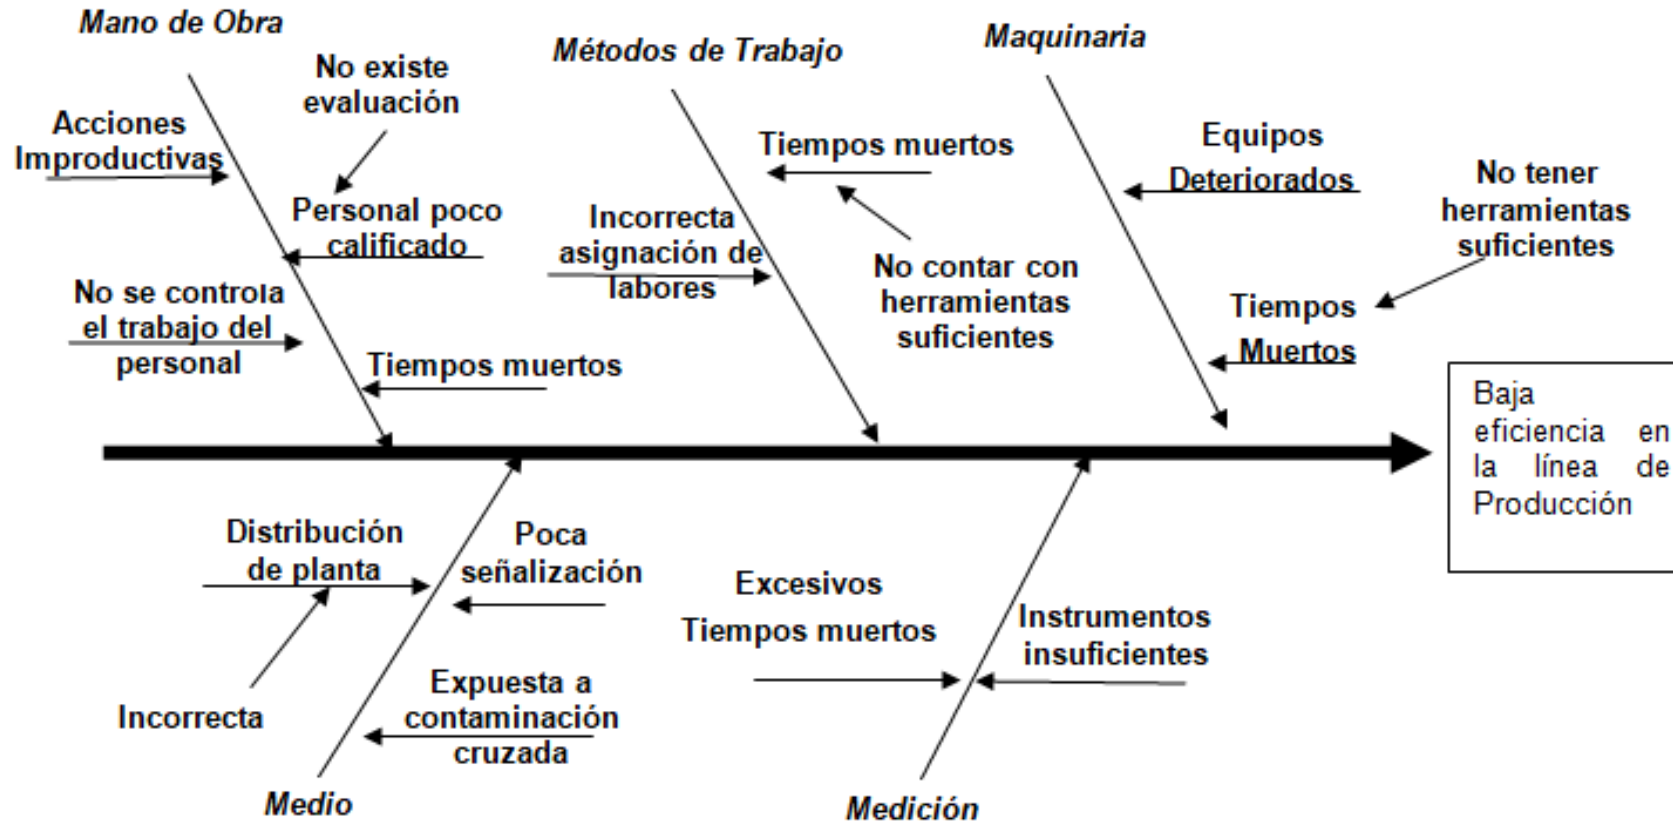 Mano de Obra
Métodos de Trabajo
Maquinaria
No existe
evaluación
Acciones
Improductivas
Personal poco
calificado
No se controla
el trabajo del
personal
Tiempos muertos
Tiempos muertos
Incorrecta
asignación de
labores
No contar con
herramientas
suficientes
Equipos
Deteriorados
No tener
herramientas
suficientes
Tiempos
Muertos
Baja
eficiencia en
la línea de
Producción
Distribución
de planta
Incorrecta
Poca
señalización
Expuesta a
contaminación
cruzada
Medio
Excesivos
Tiempos muertos
Instrumentos
insuficientes
Medición